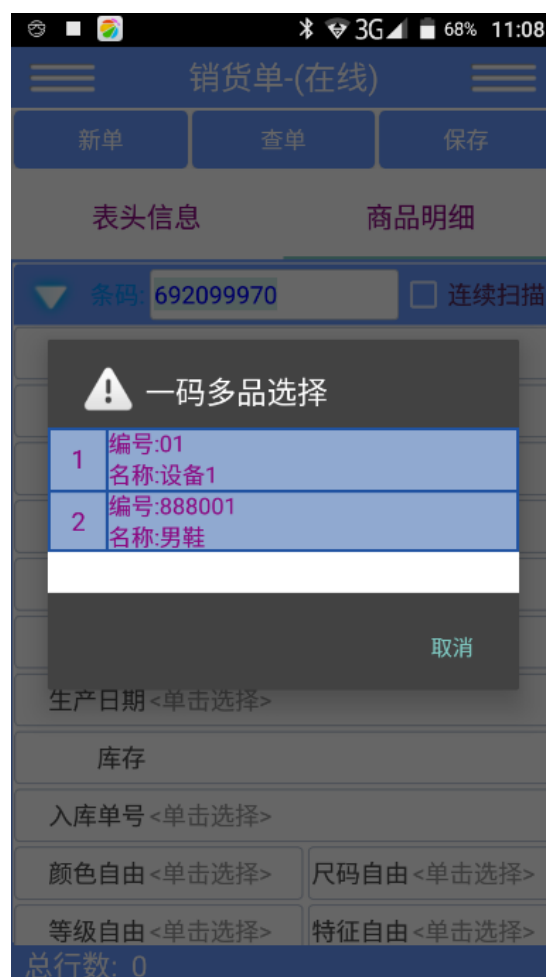 3G 68% 11:08
销货单-(在线)
新单 查单 保存
表头信息 商品明细
条码: 692099970 连续扫描
一码多品选择
1 编号:01
名称:设备1
2 编号:888001
名称:男鞋
取消
生产日期<单击选择>
库存
入库单号<单击选择>
颜色自由<单击选择> 尺码自由<单击选择>
等级自由<单击选择> 特征自由<单击选择>
总行数: 0